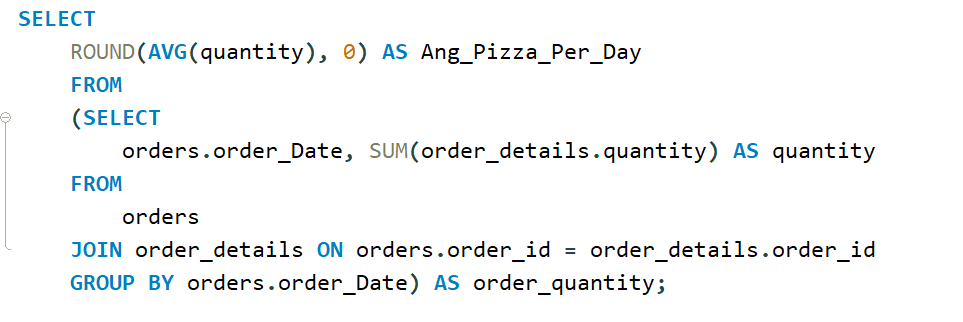 SELECT
ROUND(AVG(quantity), 0) AS Ang_Pizza_Per_Day
FROM
(SELECT
orders.order_Date, SUM(order_details.quantity) AS quantity
FROM
orders
JOIN order_details ON orders.order_id = order_details.order_id
GROUP BY orders.order_Date) AS order_quantity;